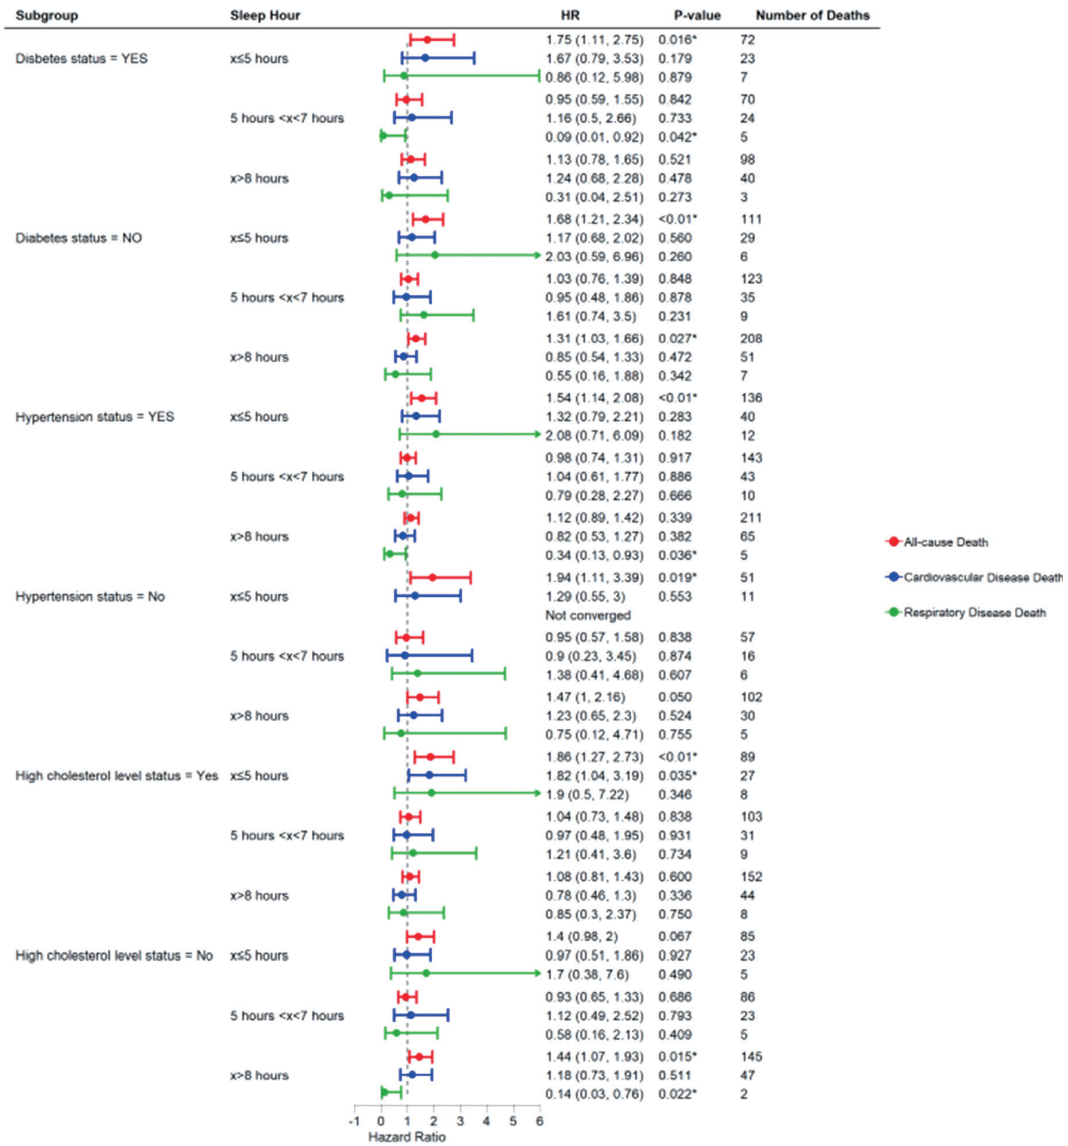 Subgroup Sleep Hour HR P-value Number of Deaths
1.75 (1.11, 2.75) 0.016* 72
Disbetes status = YES x≤5 hours 1.67 (0.79, 3.53) 0.179 23
0.86 (0.12, 5.98) 0.879 7
0.95 (0.59, 1.55) 0.842 70
5 hours <x<7 hours 1.16 (0.5, 2.66) 0.733 24
0.09 (0.01, 0.92) 0.042* 5
1.13 (0.78, 1.65) 0.521 98
x>8 hours 1.24 (0.68, 2.28) 0.478 40
0.31 (0.04, 2.51) 0.273 3
1.68 (1.21, 2.34) <0.01* 111
Diabetes status = NO x≤5 hours 1.17 (0.68, 2.02) 0.560 29
2.03 (0.59, 6.96) 0.260 6
1.03 (0.76, 1.39) 0.848 123
5 hours <x<7 hours 0.95 (0.48, 1.86) 0.878 35
1.61 (0.74, 3.5) 0.231 9
1.31 (1.03, 1.66) 0.027* 208
x>8 hours 0.85 (0.54, 1.33) 0.472 51
0.55 (0.16, 1.88) 0.342 7
1.54 (1.14, 2.08) <0.01* 136
Hypertension status = YES x≤5 hours 1.32 (0.79, 2.21) 0.283 40
2.08 (0.71, 6.09) 0.182 12
0.98 (0.74, 1.31) 0.917 143
5 hours <x<7 hours 1.04 (0.61, 1.77) 0.886 43
0.79 (0.28, 2.27) 0.666 10
1.12 (0.89, 1.42) 0.339 211
x>8 hours 0.82 (0.53, 1.27) 0.382 65
0.34 (0.13, 0.93) 0.036* 5
1.94 (1.11, 3.39) 0.019* 51
Hypertension status = No x≤5 hours 1.29 (0.55, 3) 0.553 11
Not converged
0.95 (0.57, 1.58) 0.838 57
5 hours <x<7 hours 0.9 (0.23, 3.45) 0.874 16
1.38 (0.41, 4.68) 0.607 6
1.47 (1, 2.16) 0.050 102
x>8 hours 1.23 (0.65, 2.3) 0.524 30
0.75 (0.12, 4.71) 0.755 5
1.86 (1.27, 2.73) <0.01* 89
High cholesterol level status = Yes x≤5 hours 1.82 (1.04, 3.19) 0.035* 27
1.9 (0.5, 7.22) 0.346 8
1.04 (0.73, 1.48) 0.838 103
5 hours <x<7 hours 0.97 (0.48, 1.95) 0.931 31
1.21 (0.41, 3.6) 0.734 9
1.08 (0.81, 1.43) 0.600 152
x>8 hours 0.78 (0.46, 1.3) 0.336 44
0.85 (0.3, 2.37) 0.750 8
1.4 (0.98, 2) 0.067 85
High cholesterol level status = No x≤5 hours 0.97 (0.51, 1.86) 0.927 23
1.7 (0.38, 7.6) 0.490 5
0.93 (0.65, 1.33) 0.686 86
5 hours <x<7 hours 1.12 (0.49, 2.52) 0.793 23
0.58 (0.16, 2.13) 0.409 5
1.44 (1.07, 1.93) 0.015* 145
x>8 hours 1.18 (0.73, 1.91) 0.511 47
0.14 (0.03, 0.76) 0.022* 2
-1 0 1 2 3 4 5 6
Hazard Ratio
All-cause Death
Cardiovascular Disease Death
Respiratory Disease Death